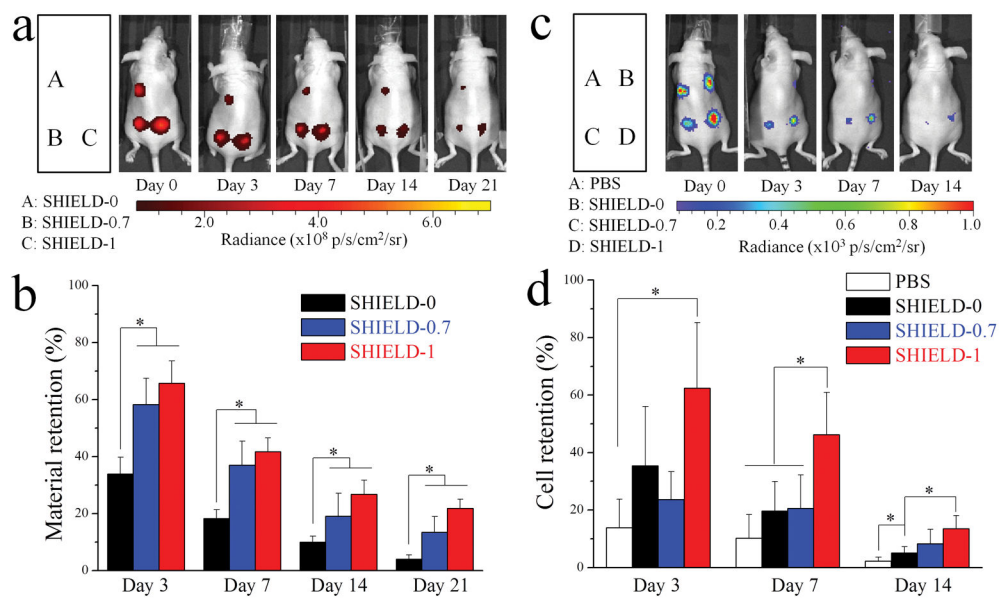 a
A
B C
Day 0 Day 3 Day 7 Day 14 Day 21
A: SHIELD-0
B: SHIELD-0.7
C: SHIELD-1
2.0 4.0 6.0
Radiance (x10⁸ p/s/cm²/sr)
c
A B
C D
Day 0 Day 3 Day 7 Day 14
A: PBS
B: SHIELD-0
C: SHIELD-0.7
D: SHIELD-1
0.2 0.4 0.6 0.8 1.0
Radiance (x10³ p/s/cm²/sr)
b
Material retention (%)
100
80
60
40
20
0
SHIELD-0
SHIELD-0.7
SHIELD-1
*
*
*
*
Day 3 Day 7 Day 14 Day 21
d
Cell retention (%)
100
80
60
40
20
0
PBS
SHIELD-0
SHIELD-0.7
SHIELD-1
*
*
*
*
Day 3 Day 7 Day 14